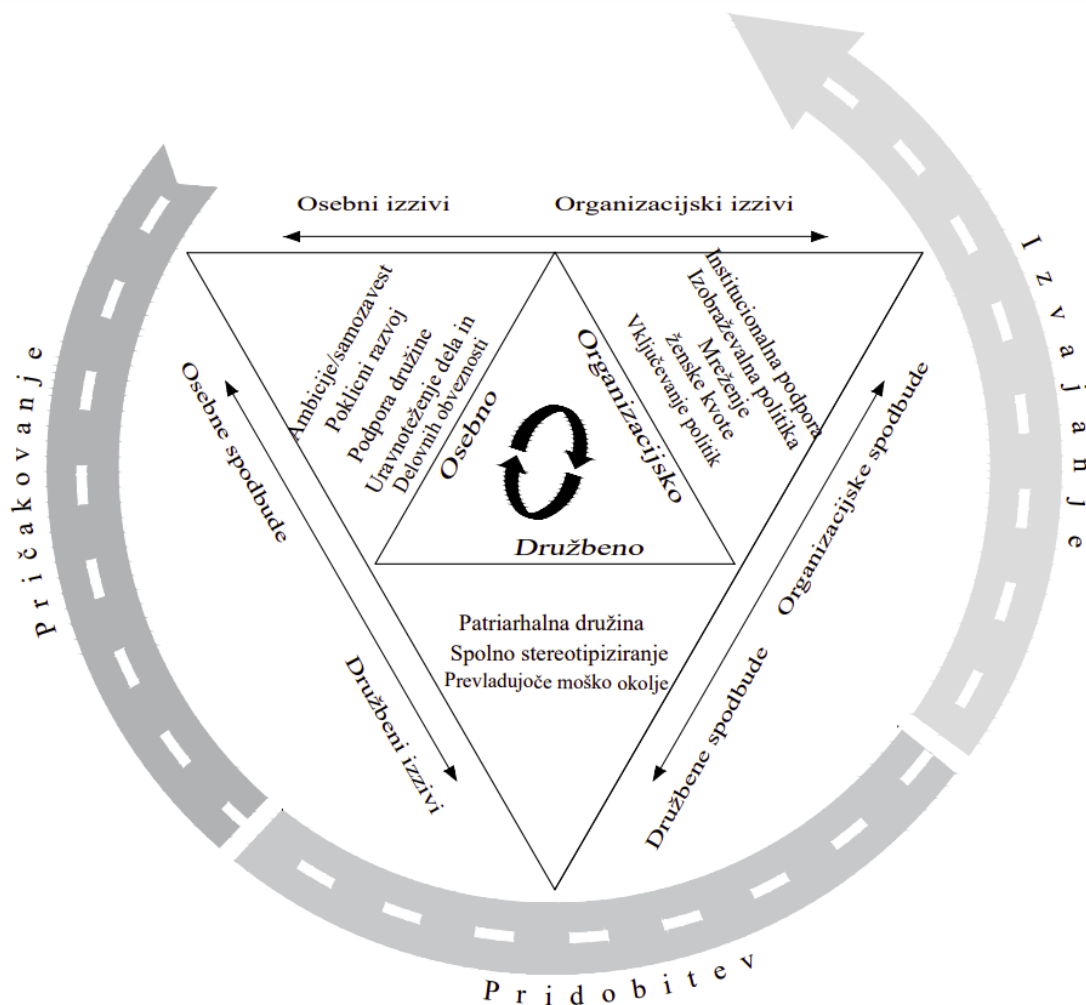 Osebni izzivi
Organizacijski izzivi
Pričakovanje
Osebne spodbude
Ambicije/samozavest
Poklicni razvoj
Podpora družine
Uravnoteženje dela in
Delovnih obveznosti
Osebno
Organizacijsko
Družbeno
Institucionalna podpora
Izobraževalna politika
Mreženje
ženske kvote
Vključevanje politik
Izvajanje
Organizacijske spodbude
Patriarhalna družina
Spolno stereotipiziranje
Prevladujoče moško okolje
Družbeni izzivi
Družbene spodbude
Pridobitev